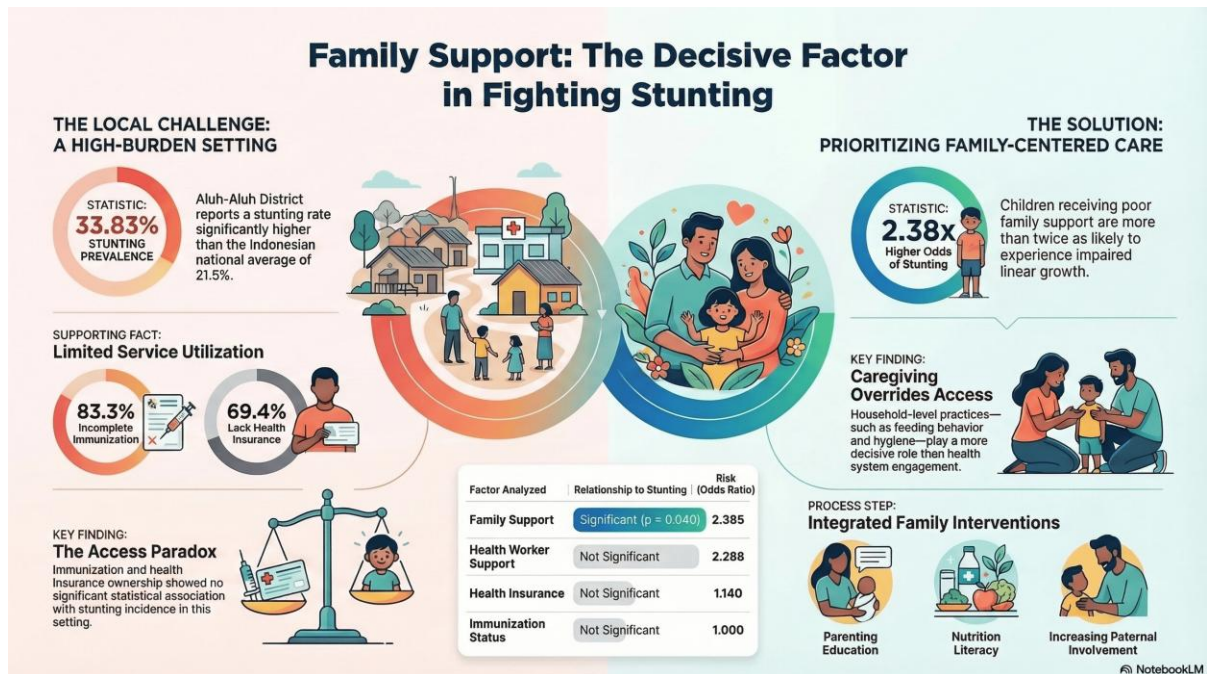 Family Support: The Decisive Factor
in Fighting Stunting
THE LOCAL CHALLENGE:
A HIGH-BURDEN SETTING
STATISTIC:
33.83%
STUNTING
PREVALENCE
Aluh-Aluh District
reports a stunting rate
significantly higher
than the Indonesian
national average of
21.5%.
SUPPORTING FACT:
Limited Service Utilization
83.3%
Incomplete
Immunization
69.4%
Lack Health
Insurance
KEY FINDING:
The Access Paradox
Immunization and health
Insurance ownership showed no
significant statistical association
with stunting incidence in this
setting.
Factor Analyzed | Relationship to Stunting | Risk (Odds Ratio)
Family Support Significant (p = 0.040) 2.385
Health Worker Support Not Significant 2.288
Health Insurance Not Significant 1.140
Immunization Status Not Significant 1.000
THE SOLUTION:
PRIORITIZING FAMILY-CENTERED CARE
STATISTIC:
2.38x
Higher Odds
of Stunting
Children receiving poor
family support are more
than twice as likely to
experience impaired
linear growth.
KEY FINDING:
Caregiving
Overrides Access
Household-level practices—
such as feeding behavior
and hygiene—play a more
decisive role than health
system engagement.
PROCESS STEP:
Integrated Family Interventions
Parenting
Education
Nutrition
Literacy
Increasing Paternal
Involvement
NotebookLM